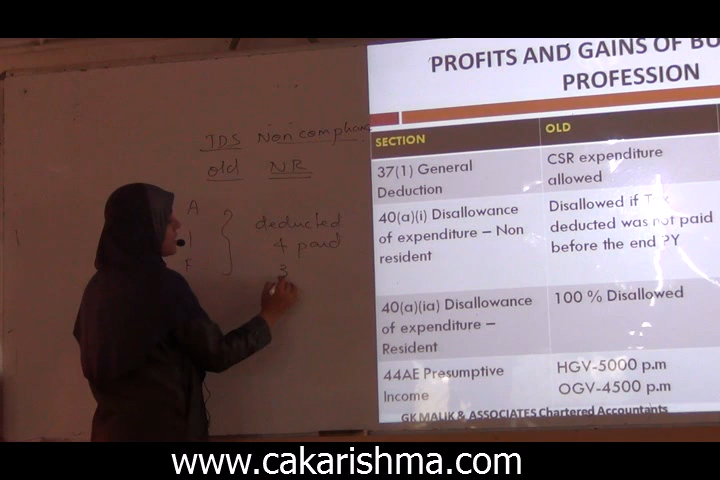 TDS Non compliance
old NR
A
I
F
deducted
& paid
3
PROFITS AND GAINS OF BU
PROFESSION
SECTION
OLD
37(1) General
Deduction
CSR expenditure
allowed
40(a)(i) Disallowance
of expenditure – Non
resident
Disallowed if Tax
deducted was not paid
before the end PY
40(a)(ia) Disallowance
of expenditure –
Resident
100 % Disallowed
44AE Presumptive
Income
HGV-5000 p.m
OGV-4500 p.m
GK MALIK & ASSOCIATES Chartered Accountants
www.cakarishma.com